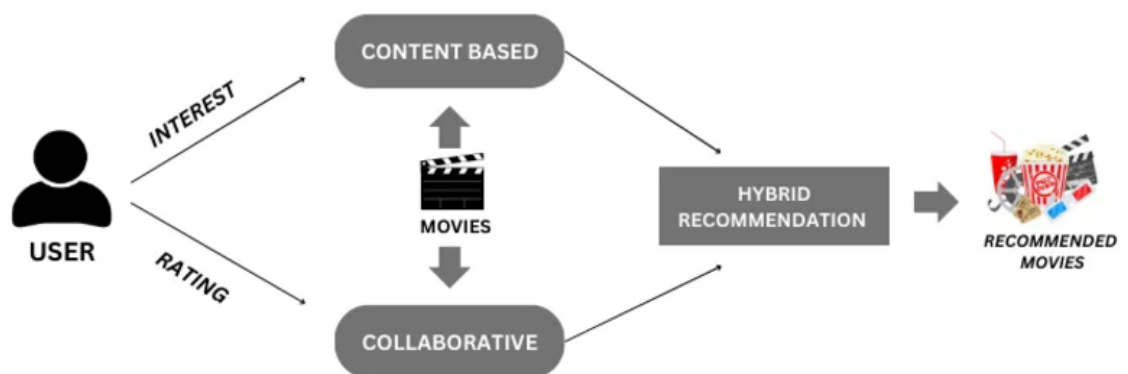 CONTENT BASED
INTEREST
MOVIES
USER
RATING
HYBRID
RECOMMENDATION
RECOMMENDED
MOVIES
COLLABORATIVE